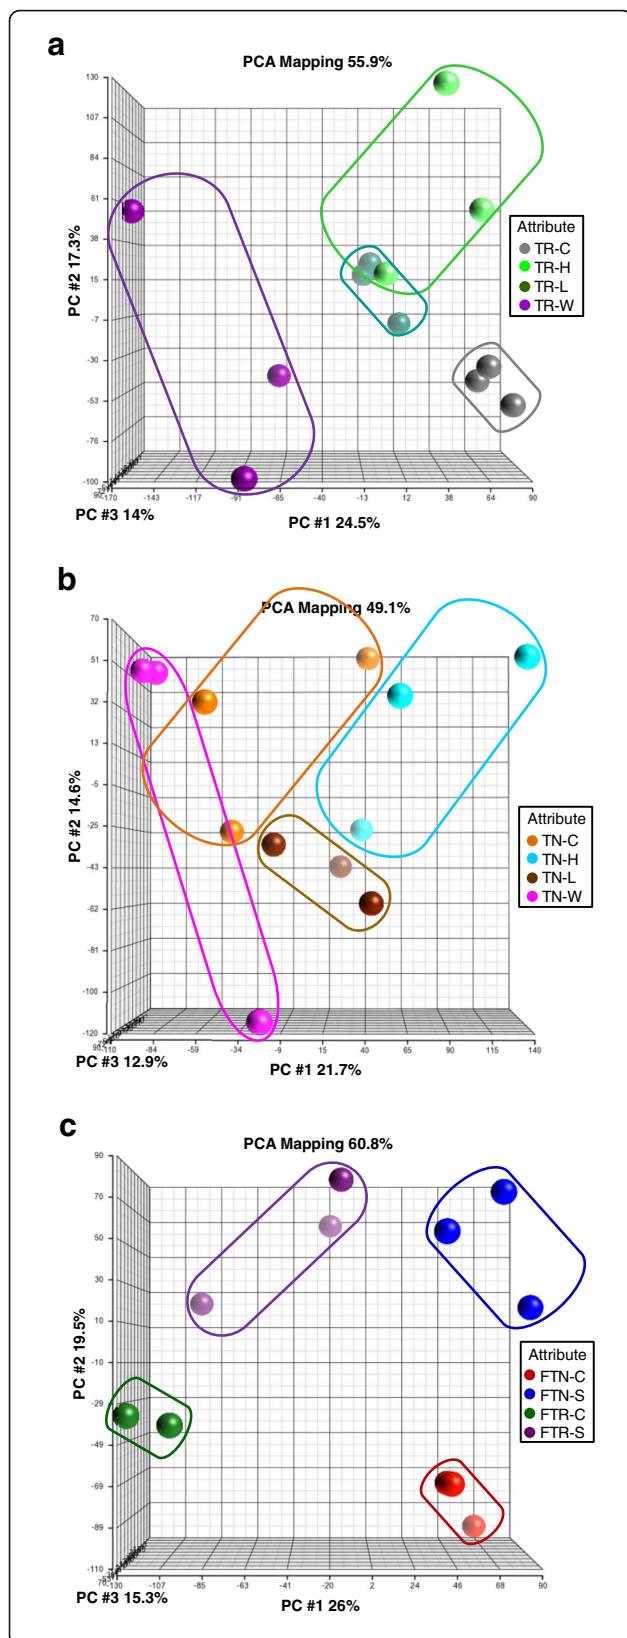 a
PCA Mapping 55.9%
130
107
84
61
38
15
-7
-30
-53
-76
-100
PC #2 17.3%
Attribute
TR-C
TR-H
TR-L
TR-W
-170 -143 -117 -91 -65 -40 -13 12 38 64 90
PC #3 14%
PC #1 24.5%
b
PCA Mapping 49.1%
70
51
32
13
-5
-25
-43
-62
-81
-100
-120
PC #2 14.6%
Attribute
TN-C
TN-H
TN-L
TN-W
-110 -84 -59 -34 -9 15 40 65 90 115 140
PC #3 12.9%
PC #1 21.7%
c
PCA Mapping 60.8%
90
70
50
30
10
-10
-29
-49
-69
-89
-110
PC #2 19.5%
Attribute
FTN-C
FTN-S
FTR-C
FTR-S
-130 -107 -85 -63 -41 -20 2 24 46 68 90
PC #3 15.3%
PC #1 26%